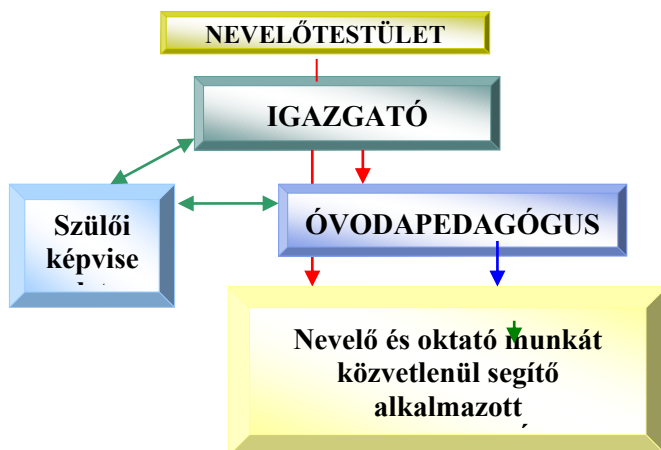 NEVELŐTESTÜLET
IGAZGATÓ
Szülői
képvise
ÓVODAPEDAGÓGUS
Nevelő és oktató munkát
közvetlenül segítő
alkalmazott